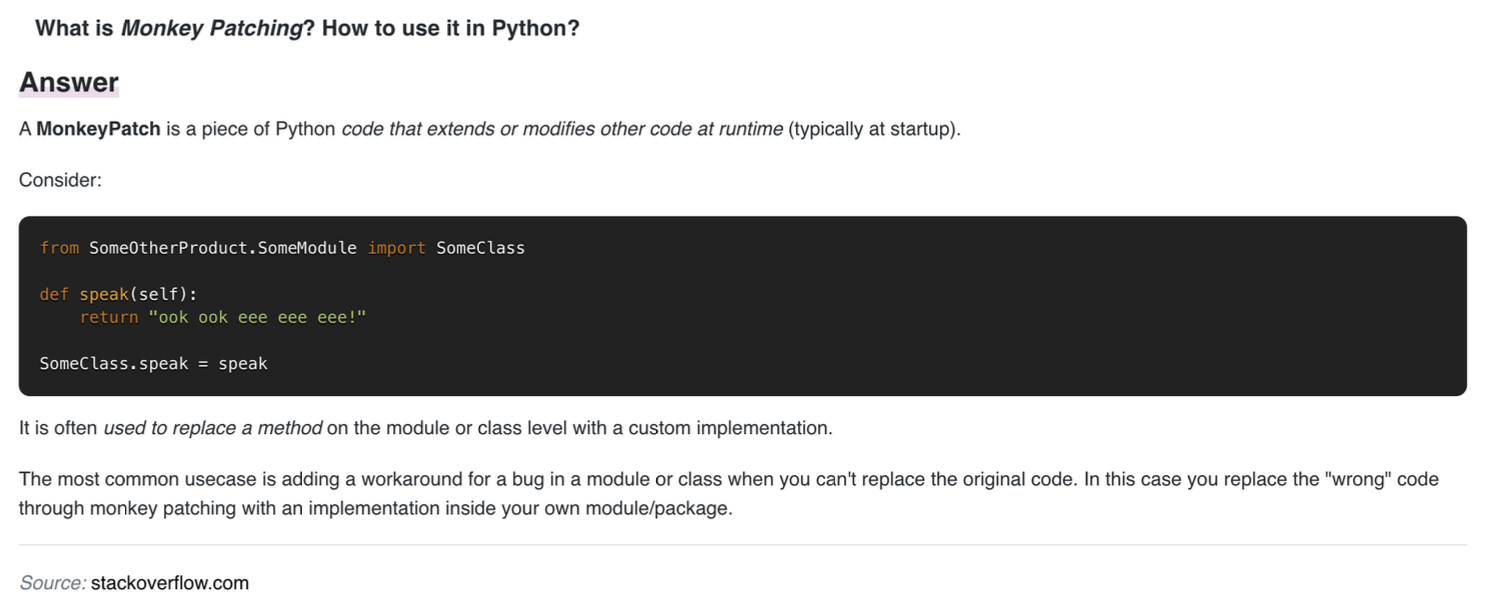 What is Monkey Patching? How to use it in Python?
Answer
A MonkeyPatch is a piece of Python code that extends or modifies other code at runtime (typically at startup).
Consider:
from SomeOtherProduct.SomeModule import SomeClass
def speak(self):
    return "ook ook eee eee eee!"
SomeClass.speak = speak
It is often used to replace a method on the module or class level with a custom implementation.
The most common usecase is adding a workaround for a bug in a module or class when you can't replace the original code. In this case you replace the "wrong" code
through monkey patching with an implementation inside your own module/package.
Source: stackoverflow.com